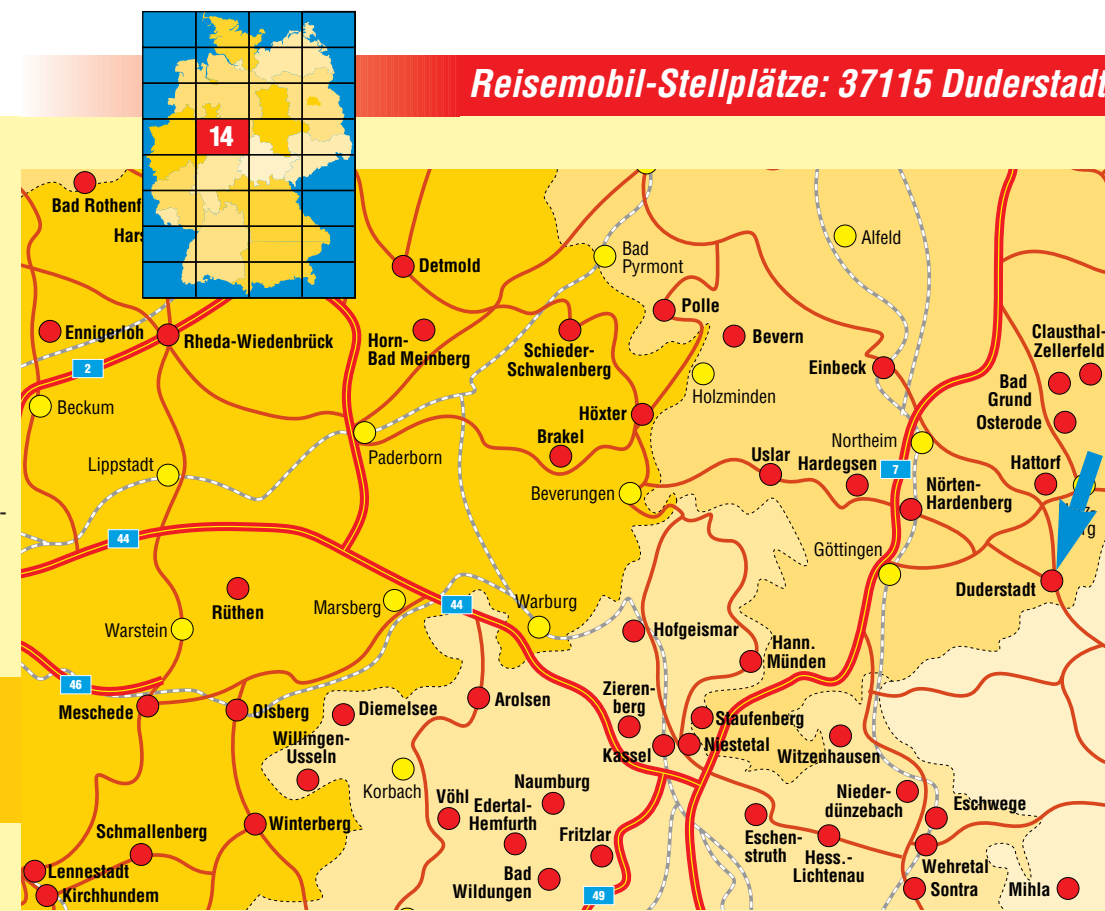 Reisemobil-Stellplätze: 37115 Duderstadt
14
Bad Rothenf
Hars
Detmold
Bad
Pyrmont
Alfeld
Polle
Ennigerloh
Rheda-Wiedenbrück
Horn-
Bad Meinberg
Schieder-
Schwalenberg
Bevern
Clausthal-
Zellerfeld
2
Einbeck
Bad
Grund
Beckum
Holzminden
Höxter
Osterode
Brakel
Northeim
Paderborn
Lippstadt
Uslar
Hardegsen
7
Hattorf
Beverungen
Nörten-
Hardenberg
-
z-
rg
44
Göttingen
Duderstadt
Rüthen
Marsberg
44
Warburg
Warstein
Hofgeismar
Hann.
Münden
46
Meschede
Olsberg
Diemelsee
Arolsen
Zieren-
berg
Staufenberg
Willingen-
Usseln
Kassel
Niestetal
Witzenhausen
Korbach
Naumburg
Vöhl
Edertal-
Hemfurth
Nieder-
dünzebach
Eschwege
Schmallenberg
Winterberg
Fritzlar
Eschen-
struth
Hess.-
Lichtenau
Lennestadt
Kirchhundem
Bad
Wildungen
49
Wehretal
Sontra
Mihla